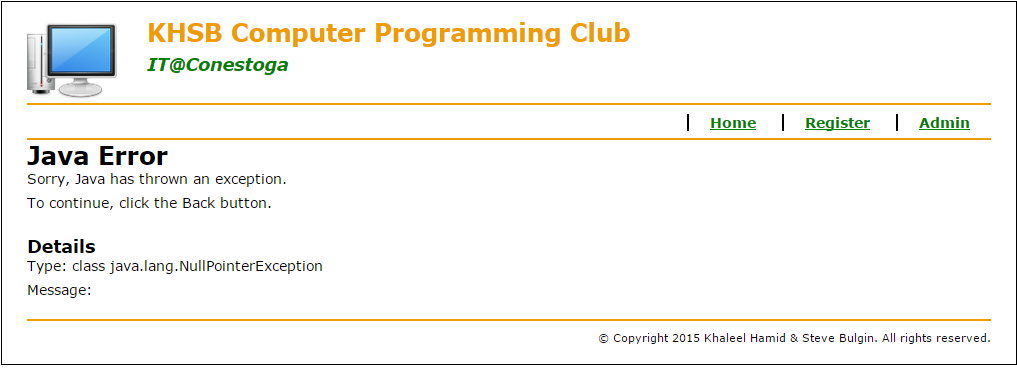 KHSB Computer Programming Club
IT@Conestoga
Home
Register
Admin
Java Error
Sorry, Java has thrown an exception.
To continue, click the Back button.
Details
Type: class java.lang.NullPointerException
Message:
© Copyright 2015 Khaleel Hamid & Steve Bulgin. All rights reserved.